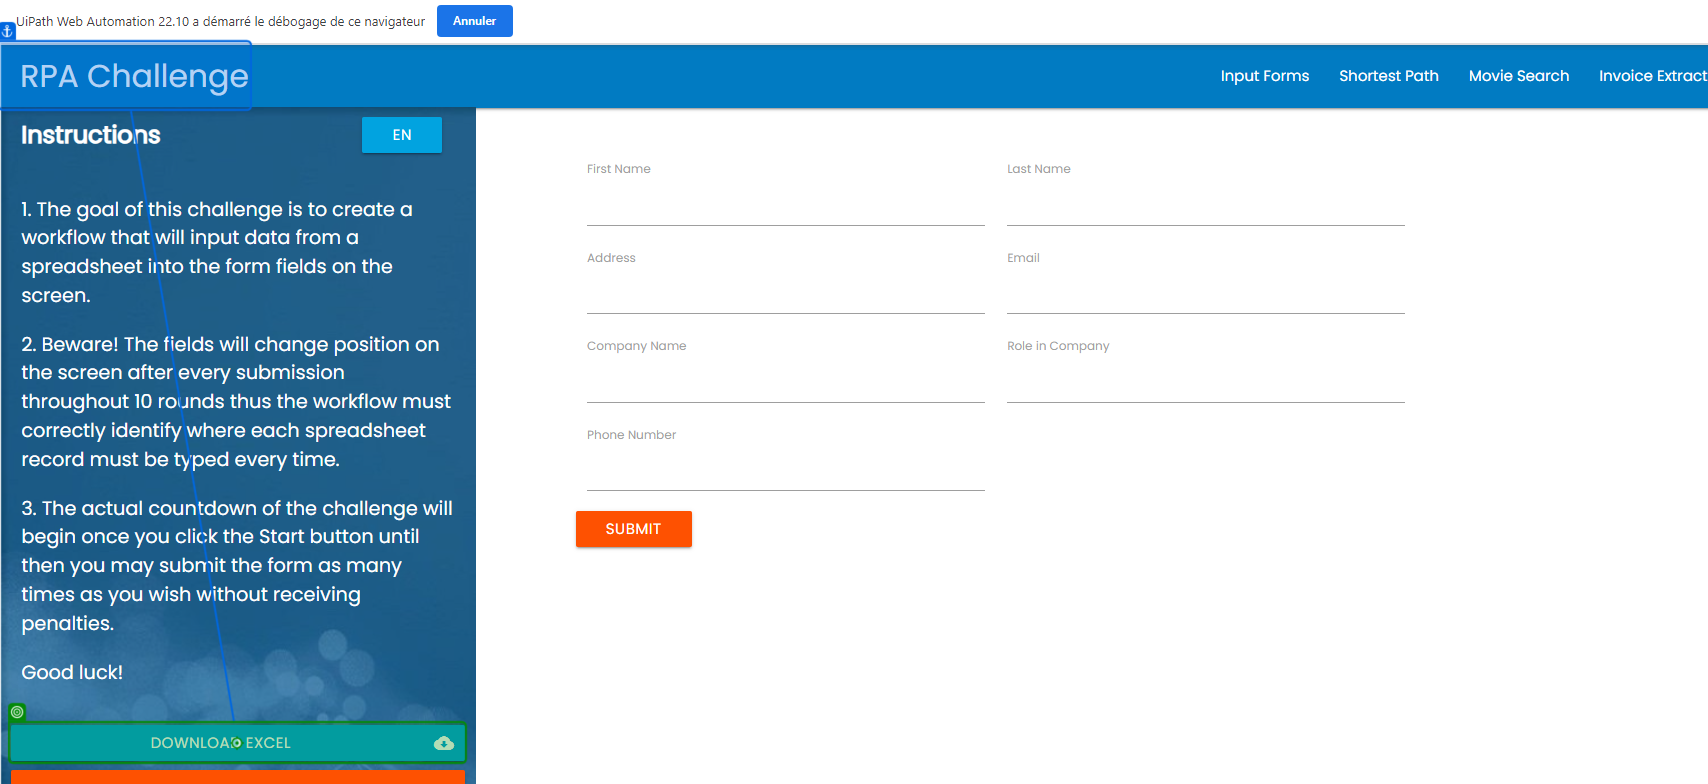 UiPath Web Automation 22.10 a démarré le débogage de ce navigateur
Annuler
RPA Challenge
Input Forms
Shortest Path
Movie Search
Invoice Extract
Instructions
EN
1. The goal of this challenge is to create a
workflow that will input data from a
spreadsheet into the form fields on the
screen.
2. Beware! The fields will change position on
the screen after every submission
throughout 10 rounds thus the workflow must
correctly identify where each spreadsheet
record must be typed every time.
3. The actual countdown of the challenge will
begin once you click the Start button until
then you may submit the form as many
times as you wish without receiving
penalties.
Good luck!
DOWNLOAD EXCEL
First Name
Last Name
Address
Email
Company Name
Role in Company
Phone Number
SUBMIT